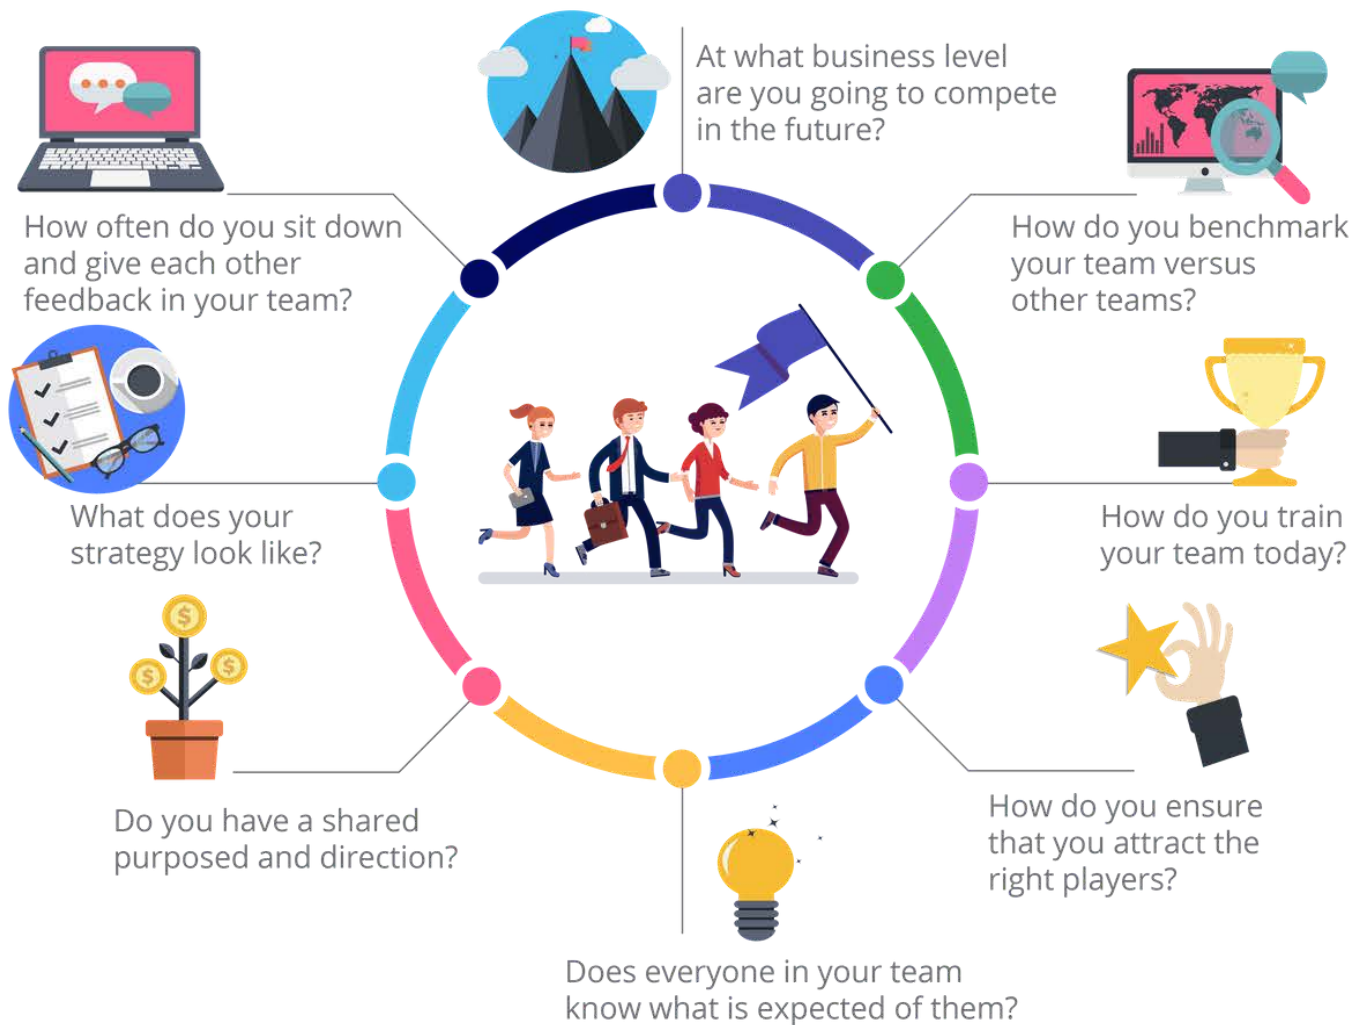 At what business level
are you going to compete
in the future?
How do you benchmark
your team versus
other teams?
How do you train
your team today?
How do you ensure
that you attract the
right players?
Does everyone in your team
know what is expected of them?
Do you have a shared
purposed and direction?
What does your
strategy look like?
How often do you sit down
and give each other
feedback in your team?
$
$
$